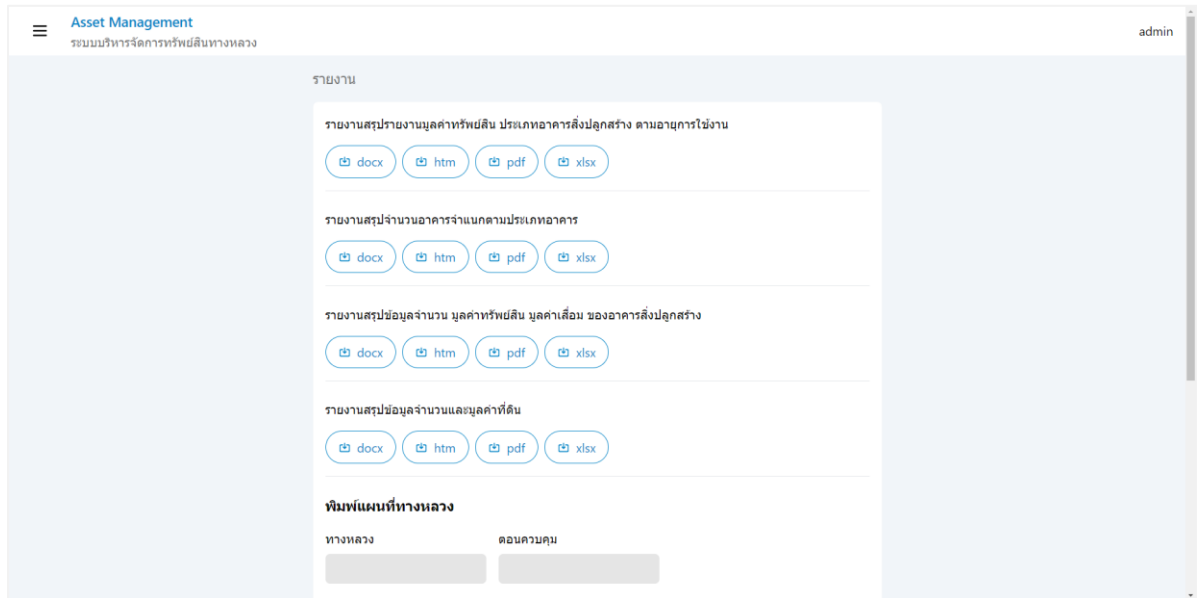 Asset Management
ระบบบริหารจัดการทรัพย์สินทางหลวง
admin
รายงาน
รายงานสรุปรายงานมูลค่าทรัพย์สิน ประเภทอาคารสิ่งปลูกสร้าง ตามอายุการใช้งาน
docx htm pdf xlsx
รายงานสรุปจำนวนอาคารจำแนกตามประเภทอาคาร
docx htm pdf xlsx
รายงานสรุปข้อมูลจำนวน มูลค่าทรัพย์สิน มูลค่าเสื่อม ของอาคารสิ่งปลูกสร้าง
docx htm pdf xlsx
รายงานสรุปข้อมูลจำนวนและมูลค่าที่ดิน
docx htm pdf xlsx
พิมพ์แผนที่ทางหลวง
ทางหลวง ตอนควบคุม